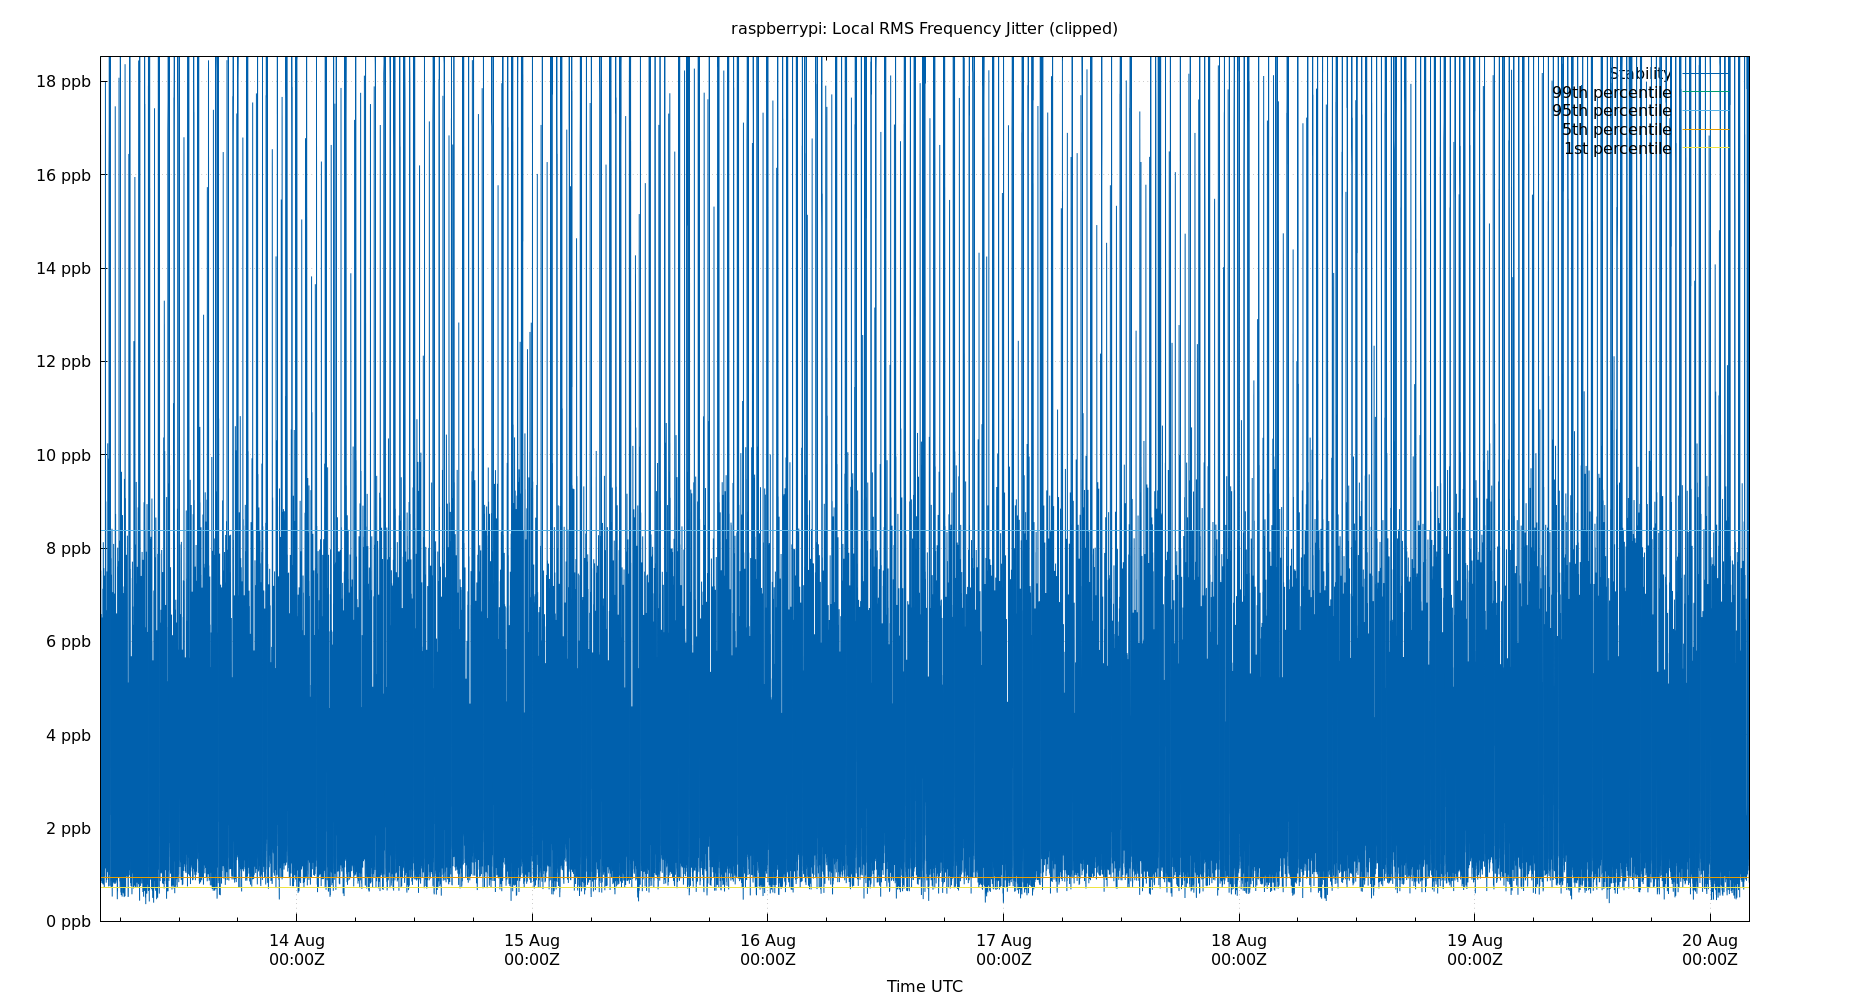 raspberrypi: Local RMS Frequency Jitter (clipped)
18 ppb
16 ppb
14 ppb
12 ppb
10 ppb
8 ppb
6 ppb
4 ppb
2 ppb
0 ppb
Stability
99th percentile
95th percentile
5th percentile
1st percentile
14 Aug 15 Aug 16 Aug 17 Aug 18 Aug 19 Aug 20 Aug
00:00Z 00:00Z 00:00Z 00:00Z 00:00Z 00:00Z 00:00Z
Time UTC